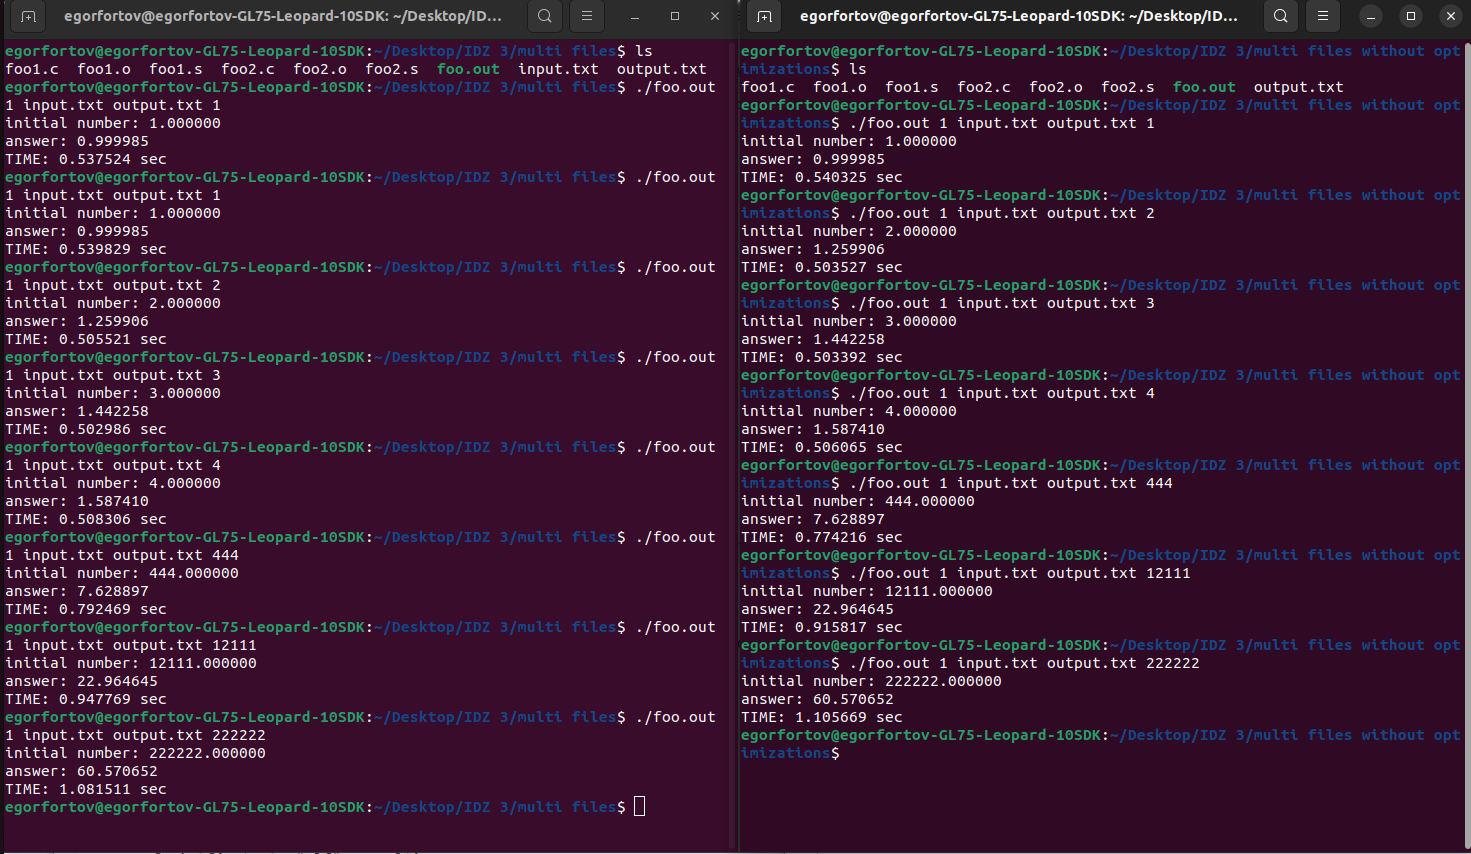 egorfortov@egorfortov-GL75-Leopard-10SDK: ~/Desktop/ID...
egorfortov@egorfortov-GL75-Leopard-10SDK:~/Desktop/IDZ 3/multi files$ ls
foo1.c  foo1.o  foo1.s  foo2.c  foo2.o  foo2.s  foo.out  input.txt  output.txt
egorfortov@egorfortov-GL75-Leopard-10SDK:~/Desktop/IDZ 3/multi files$ ./foo.out
1 input.txt output.txt 1
initial number: 1.000000
answer: 0.999985
TIME: 0.537524 sec
egorfortov@egorfortov-GL75-Leopard-10SDK:~/Desktop/IDZ 3/multi files$ ./foo.out
1 input.txt output.txt 1
initial number: 1.000000
answer: 0.999985
TIME: 0.539829 sec
egorfortov@egorfortov-GL75-Leopard-10SDK:~/Desktop/IDZ 3/multi files$ ./foo.out
1 input.txt output.txt 2
initial number: 2.000000
answer: 1.259906
TIME: 0.505521 sec
egorfortov@egorfortov-GL75-Leopard-10SDK:~/Desktop/IDZ 3/multi files$ ./foo.out
1 input.txt output.txt 3
initial number: 3.000000
answer: 1.442258
TIME: 0.502986 sec
egorfortov@egorfortov-GL75-Leopard-10SDK:~/Desktop/IDZ 3/multi files$ ./foo.out
1 input.txt output.txt 4
initial number: 4.000000
answer: 1.587410
TIME: 0.508306 sec
egorfortov@egorfortov-GL75-Leopard-10SDK:~/Desktop/IDZ 3/multi files$ ./foo.out
1 input.txt output.txt 444
initial number: 444.000000
answer: 7.628897
TIME: 0.792469 sec
egorfortov@egorfortov-GL75-Leopard-10SDK:~/Desktop/IDZ 3/multi files$ ./foo.out
1 input.txt output.txt 12111
initial number: 12111.000000
answer: 22.964645
TIME: 0.947769 sec
egorfortov@egorfortov-GL75-Leopard-10SDK:~/Desktop/IDZ 3/multi files$ ./foo.out
1 input.txt output.txt 222222
initial number: 222222.000000
answer: 60.570652
TIME: 1.081511 sec
egorfortov@egorfortov-GL75-Leopard-10SDK:~/Desktop/IDZ 3/multi files$
egorfortov@egorfortov-GL75-Leopard-10SDK: ~/Desktop/ID...
egorfortov@egorfortov-GL75-Leopard-10SDK:~/Desktop/IDZ 3/multi files without opt
imizations$ ls
foo1.c  foo1.o  foo1.s  foo2.c  foo2.o  foo2.s  foo.out  output.txt
egorfortov@egorfortov-GL75-Leopard-10SDK:~/Desktop/IDZ 3/multi files without opt
imizations$ ./foo.out 1 input.txt output.txt 1
initial number: 1.000000
answer: 0.999985
TIME: 0.540325 sec
egorfortov@egorfortov-GL75-Leopard-10SDK:~/Desktop/IDZ 3/multi files without opt
imizations$ ./foo.out 1 input.txt output.txt 2
initial number: 2.000000
answer: 1.259906
TIME: 0.503527 sec
egorfortov@egorfortov-GL75-Leopard-10SDK:~/Desktop/IDZ 3/multi files without opt
imizations$ ./foo.out 1 input.txt output.txt 3
initial number: 3.000000
answer: 1.442258
TIME: 0.503392 sec
egorfortov@egorfortov-GL75-Leopard-10SDK:~/Desktop/IDZ 3/multi files without opt
imizations$ ./foo.out 1 input.txt output.txt 4
initial number: 4.000000
answer: 1.587410
TIME: 0.506065 sec
egorfortov@egorfortov-GL75-Leopard-10SDK:~/Desktop/IDZ 3/multi files without opt
imizations$ ./foo.out 1 input.txt output.txt 444
initial number: 444.000000
answer: 7.628897
TIME: 0.774216 sec
egorfortov@egorfortov-GL75-Leopard-10SDK:~/Desktop/IDZ 3/multi files without opt
imizations$ ./foo.out 1 input.txt output.txt 12111
initial number: 12111.000000
answer: 22.964645
TIME: 0.915817 sec
egorfortov@egorfortov-GL75-Leopard-10SDK:~/Desktop/IDZ 3/multi files without opt
imizations$ ./foo.out 1 input.txt output.txt 222222
initial number: 222222.000000
answer: 60.570652
TIME: 1.105669 sec
egorfortov@egorfortov-GL75-Leopard-10SDK:~/Desktop/IDZ 3/multi files without opt
imizations$